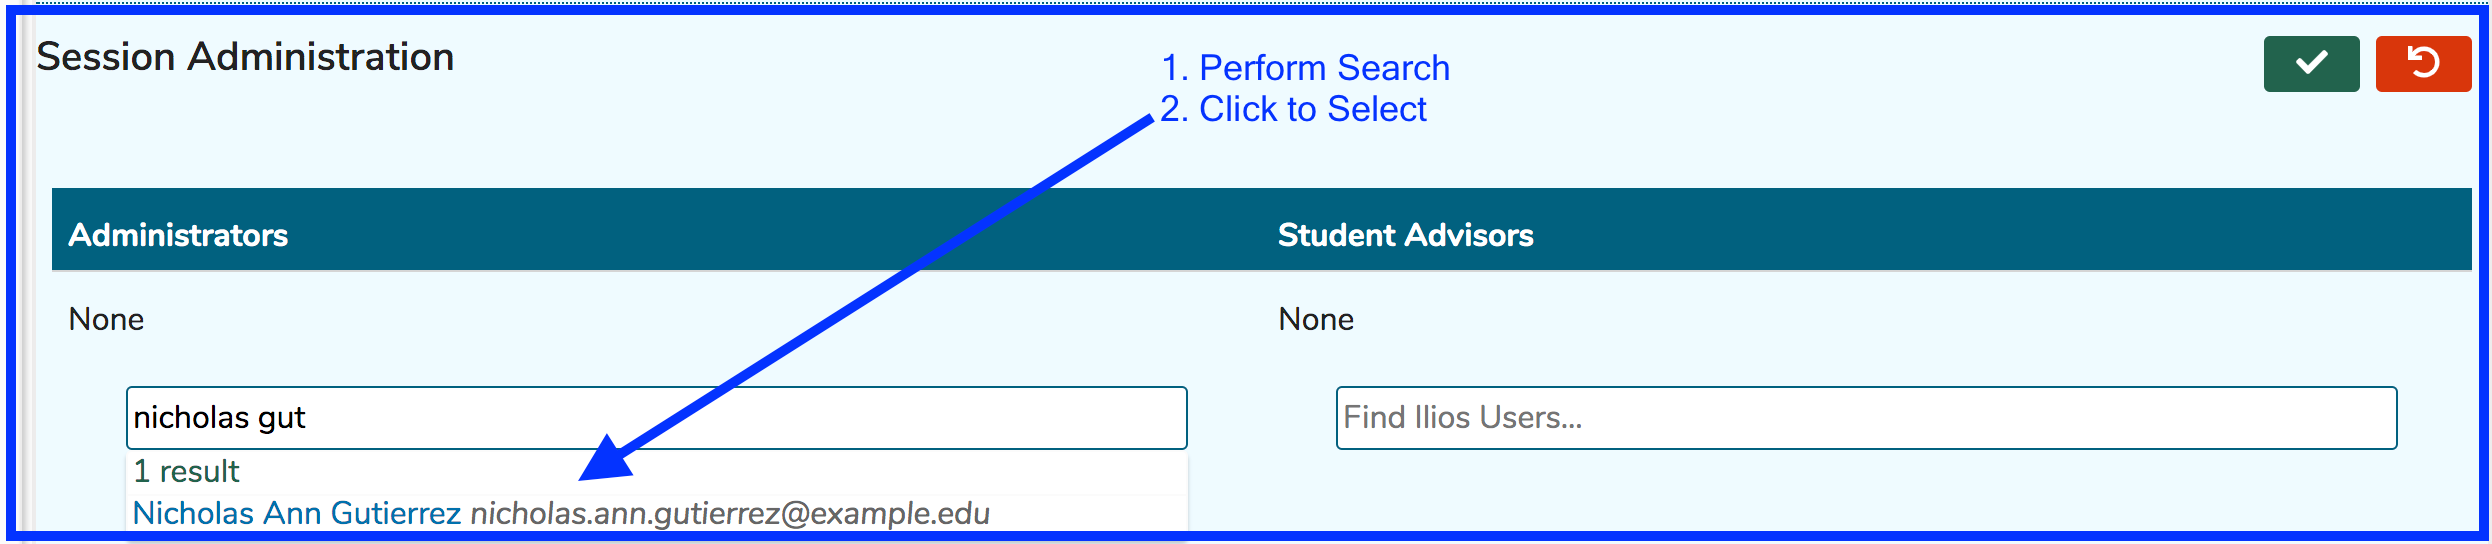 Session Administration
1. Perform Search
2. Click to Select
Administrators
Student Advisors
None
None
nicholas gut
Find Ilios Users...
1 result
Nicholas Ann Gutierrez nicholas.ann.gutierrez@example.edu